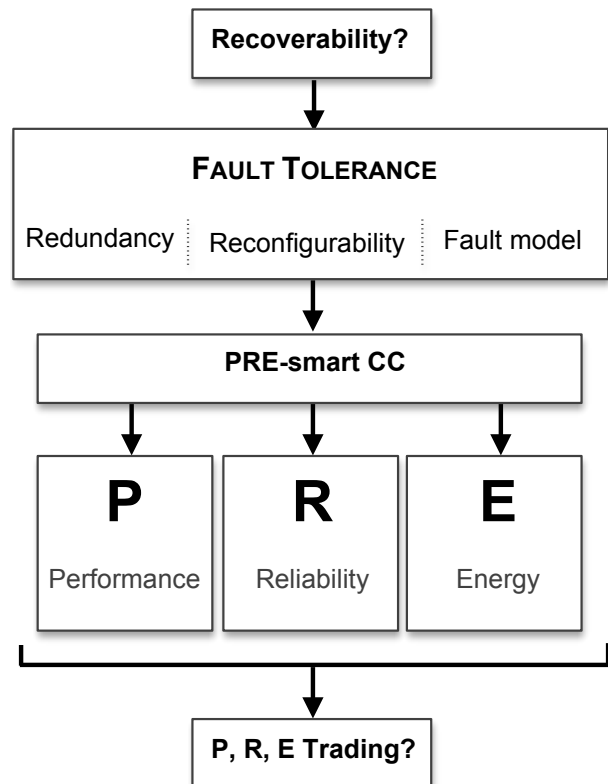 Recoverability?
FAULT TOLERANCE
Redundancy Reconfigurability Fault model
PRE-smart CC
P R E
Performance Reliability Energy
P, R, E Trading?